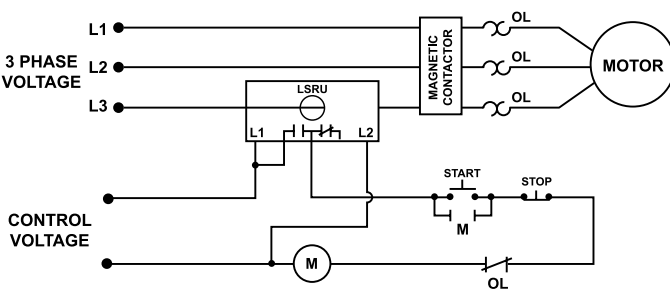 OL
L1
3 PHASE
VOLTAGE
L2
MAGNETIC
CONTACTOR
OL
MOTOR
LSRU
OL
L3
L1
L2
START
STOP
M
CONTROL
VOLTAGE
M
OL